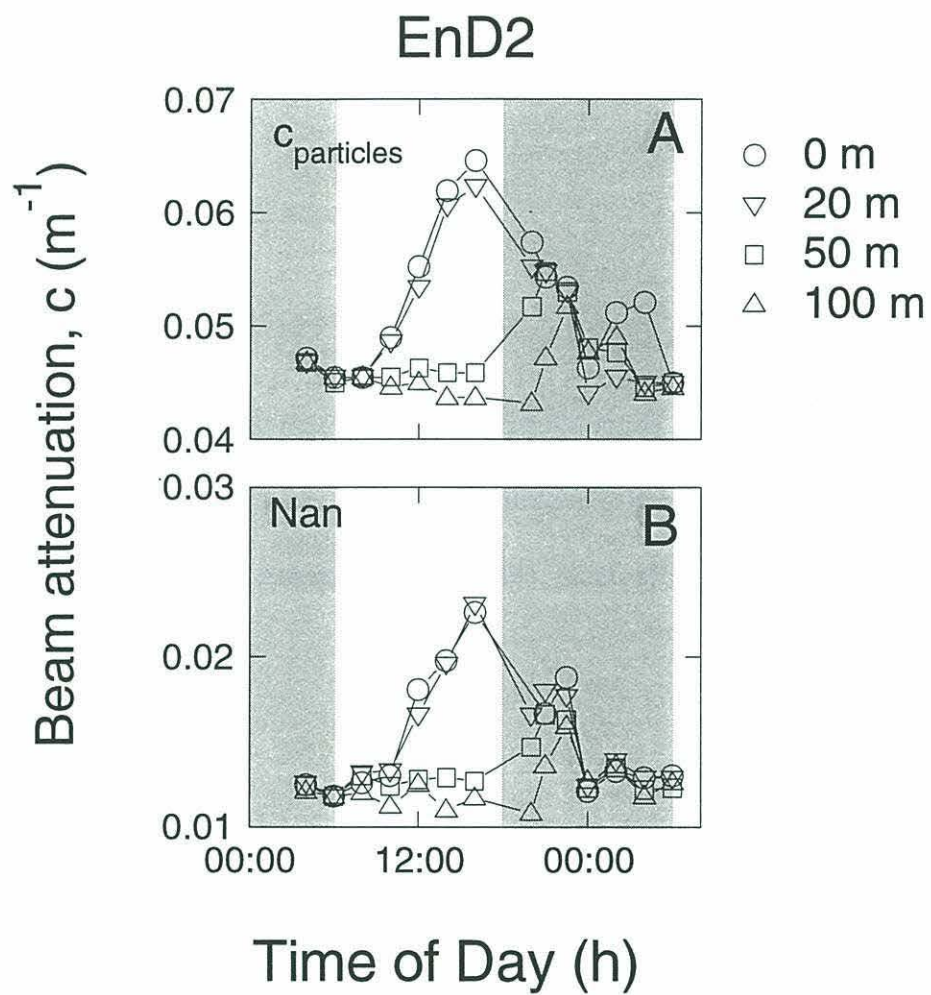 EnD2
Beam attenuation, c (m⁻¹)
0.07
0.06
0.05
0.04
c_particles
A
0 m
20 m
50 m
100 m
0.03
0.02
0.01
Nan
B
00:00 12:00 00:00
Time of Day (h)